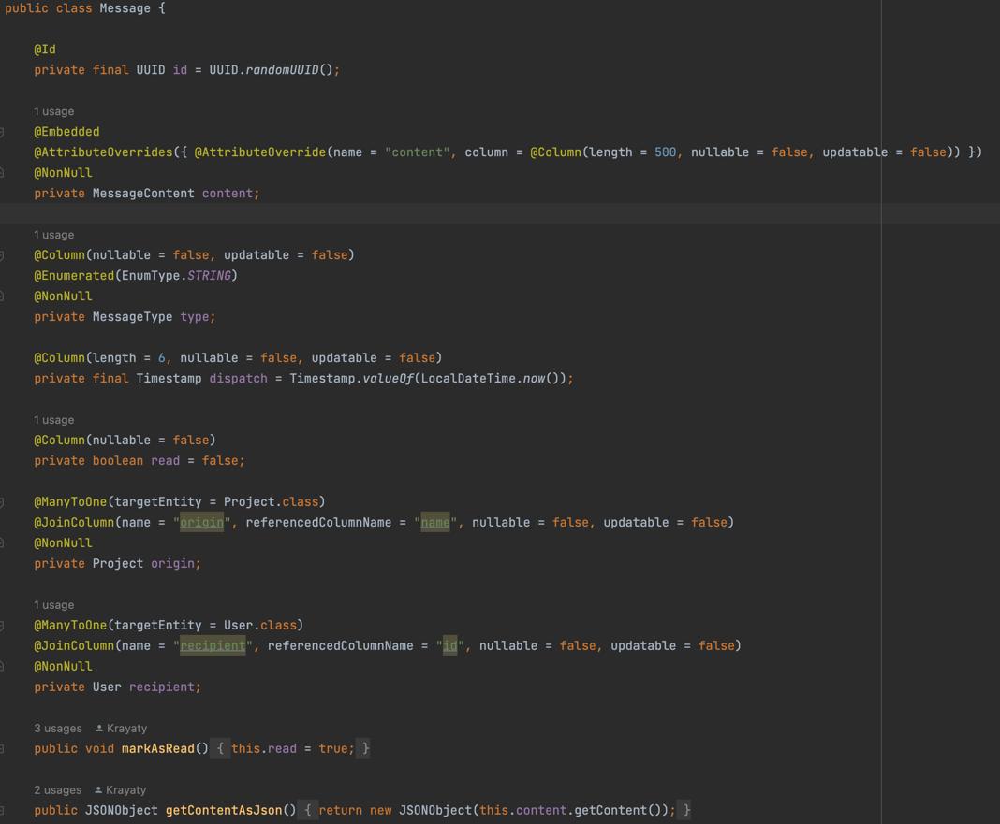 public class Message {
@Id
private final UUID id = UUID.randomUUID();
1 usage
@Embedded
@AttributeOverrides({ @AttributeOverride(name = "content", column = @Column(length = 500, nullable = false, updatable = false)) })
@NonNull
private MessageContent content;
1 usage
@Column(nullable = false, updatable = false)
@Enumerated(EnumType.STRING)
@NonNull
private MessageType type;
@Column(length = 6, nullable = false, updatable = false)
private final Timestamp dispatch = Timestamp.valueOf(LocalDateTime.now());
1 usage
@Column(nullable = false)
private boolean read = false;
@ManyToOne(targetEntity = Project.class)
@JoinColumn(name = "origin", referencedColumnName = "name", nullable = false, updatable = false)
@NonNull
private Project origin;
1 usage
@ManyToOne(targetEntity = User.class)
@JoinColumn(name = "recipient", referencedColumnName = "id", nullable = false, updatable = false)
@NonNull
private User recipient;
3 usages Krayaty
public void markAsRead() { this.read = true; }
2 usages Krayaty
public JSONObject getContentAsJson() { return new JSONObject(this.content.getContent()); }